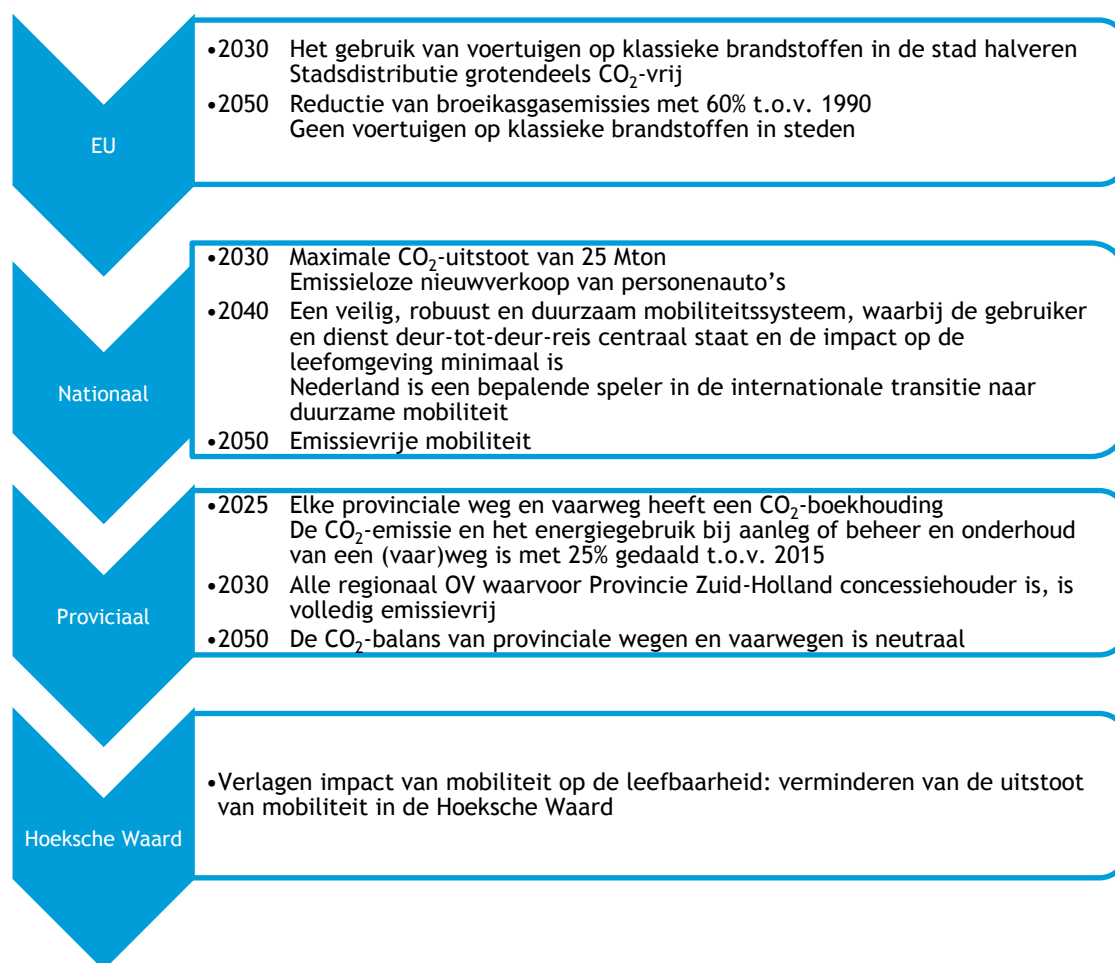 EU
•2030 Het gebruik van voertuigen op klassieke brandstoffen in de stad halveren
Stadsdistributie grotendeels CO₂-vrij
•2050 Reductie van broeikasgasemissies met 60% t.o.v. 1990
Geen voertuigen op klassieke brandstoffen in steden
Nationaal
•2030 Maximale CO₂-uitstoot van 25 Mton
Emissieloze nieuwverkoop van personenauto’s
•2040 Een veilig, robuust en duurzaam mobiliteitssysteem, waarbij de gebruiker
en dienst deur-tot-deur-reis centraal staat en de impact op de
leefomgeving minimaal is
Nederland is een bepalende speler in de internationale transitie naar
duurzame mobiliteit
•2050 Emissievrije mobiliteit
Proviciaal
•2025 Elke provinciale weg en vaarweg heeft een CO₂-boekhouding
De CO₂-emissie en het energiegebruik bij aanleg of beheer en onderhoud
van een (vaar)weg is met 25% gedaald t.o.v. 2015
•2030 Alle regionaal OV waarvoor Provincie Zuid-Holland concessiehouder is, is
volledig emissievrij
•2050 De CO₂-balans van provinciale wegen en vaarwegen is neutraal
Hoeksche Waard
•Verlagen impact van mobiliteit op de leefbaarheid: verminderen van de uitstoot
van mobiliteit in de Hoeksche Waard